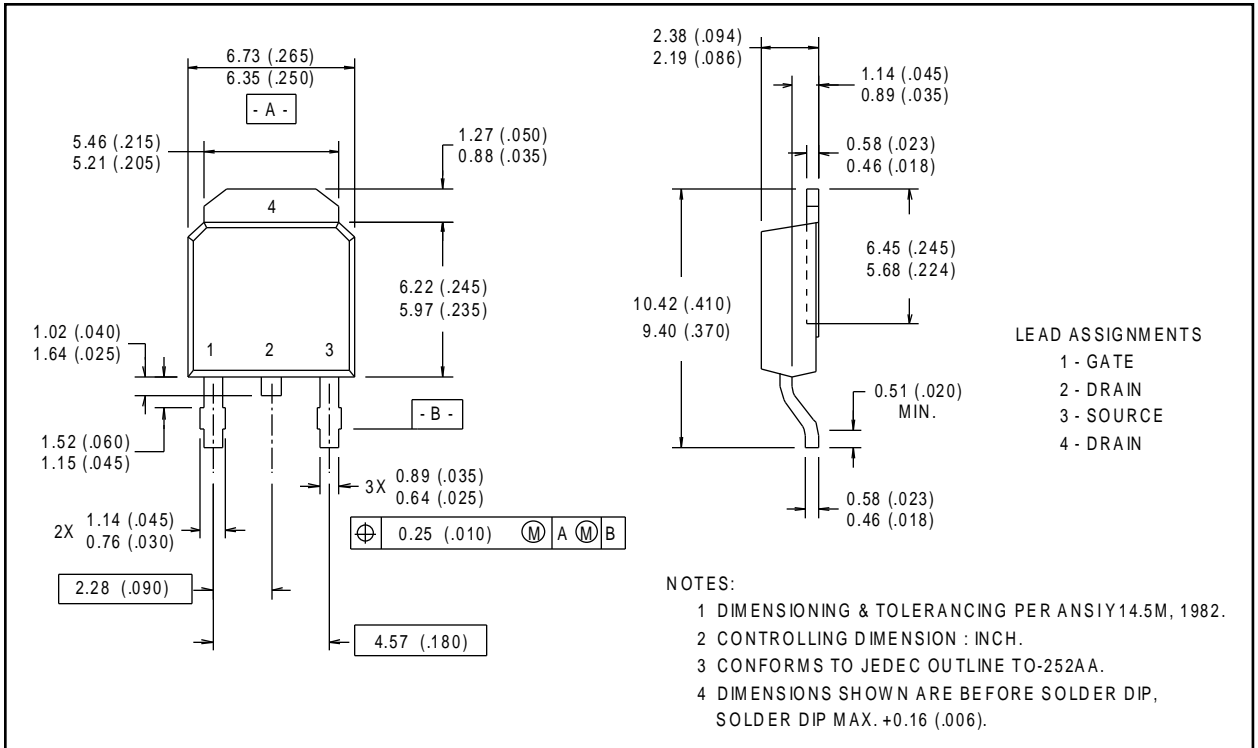 6.73 (.265)
6.35 (.250)
- A -
5.46 (.215)
5.21 (.205)
1.27 (.050)
0.88 (.035)
4
6.22 (.245)
5.97 (.235)
1.02 (.040)
1.64 (.025)
1 2 3
- B -
1.52 (.060)
1.15 (.045)
3X 0.89 (.035)
0.64 (.025)
2X 1.14 (.045)
0.76 (.030)
⌖ 0.25 (.010) Ⓜ A Ⓜ B
2.28 (.090)
4.57 (.180)
2.38 (.094)
2.19 (.086)
1.14 (.045)
0.89 (.035)
0.58 (.023)
0.46 (.018)
6.45 (.245)
5.68 (.224)
10.42 (.410)
9.40 (.370)
0.51 (.020)
MIN.
0.58 (.023)
0.46 (.018)
LEAD ASSIGNMENTS
1 - GATE
2 - DRAIN
3 - SOURCE
4 - DRAIN
NOTES:
1 DIMENSIONING & TOLERANCING PER ANSI Y14.5M, 1982.
2 CONTROLLING DIMENSION : INCH.
3 CONFORMS TO JEDEC OUTLINE TO-252AA.
4 DIMENSIONS SHOWN ARE BEFORE SOLDER DIP,
SOLDER DIP MAX. +0.16 (.006).